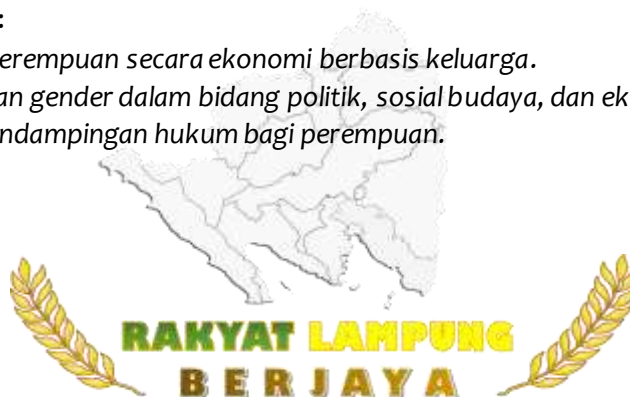 :
erempuan secara ekonomi berbasis keluarga.
an gender dalam bidang politik, sosial budaya, dan ek
ndampingan hukum bagi perempuan.
RAKYAT LAMPUNG
BERJAYA